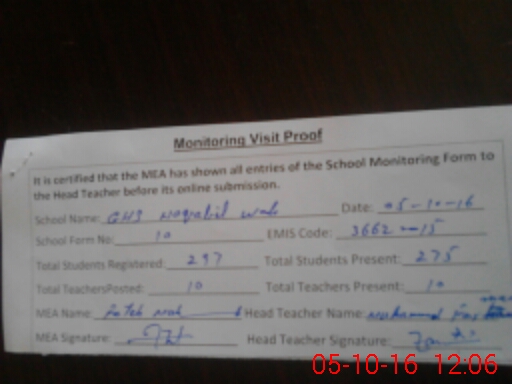 Monitoring Visit Proof
It is certified that the MEA has shown all entries of the School Monitoring Form to
the Head Teacher before its online submission.
School Name: GHS Date: 05-10-16
School Form No: 10 EMIS Code: 3662-15
Total Students Registered: 297 Total Students Present: 275
Total TeachersPosted: 10 Total Teachers Present: 10
MEA Name: Head Teacher Name: Muhammad
MEA Signature: Head Teacher Signature:
05-10-16 12:06